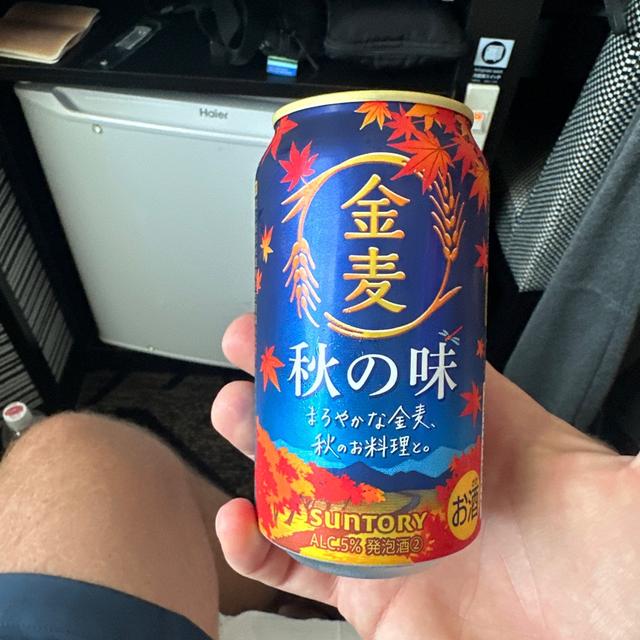 Haier
金麦
秋の味
まろやかな金麦、
秋のお料理と。
SUNTORY
ALC.5% 発泡酒②
お酒